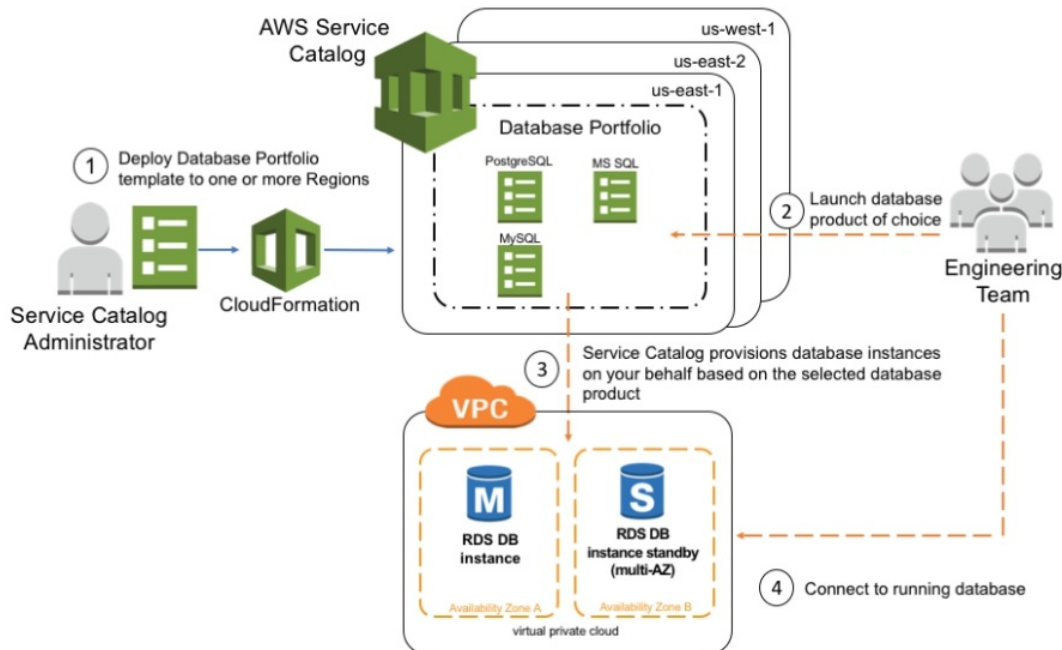 AWS Service
Catalog
us-west-1
us-east-2
us-east-1
Database Portfolio
PostgreSQL
MS SQL
MySQL
1
Deploy Database Portfolio
template to one or more Regions
Service Catalog
Administrator
CloudFormation
2
Launch database
product of choice
Engineering
Team
3
Service Catalog provisions database instances
on your behalf based on the selected database
product
VPC
M
RDS DB
instance
Availability Zone A
S
RDS DB
instance standby
(multi-AZ)
Availability Zone B
virtual private cloud
4
Connect to running database